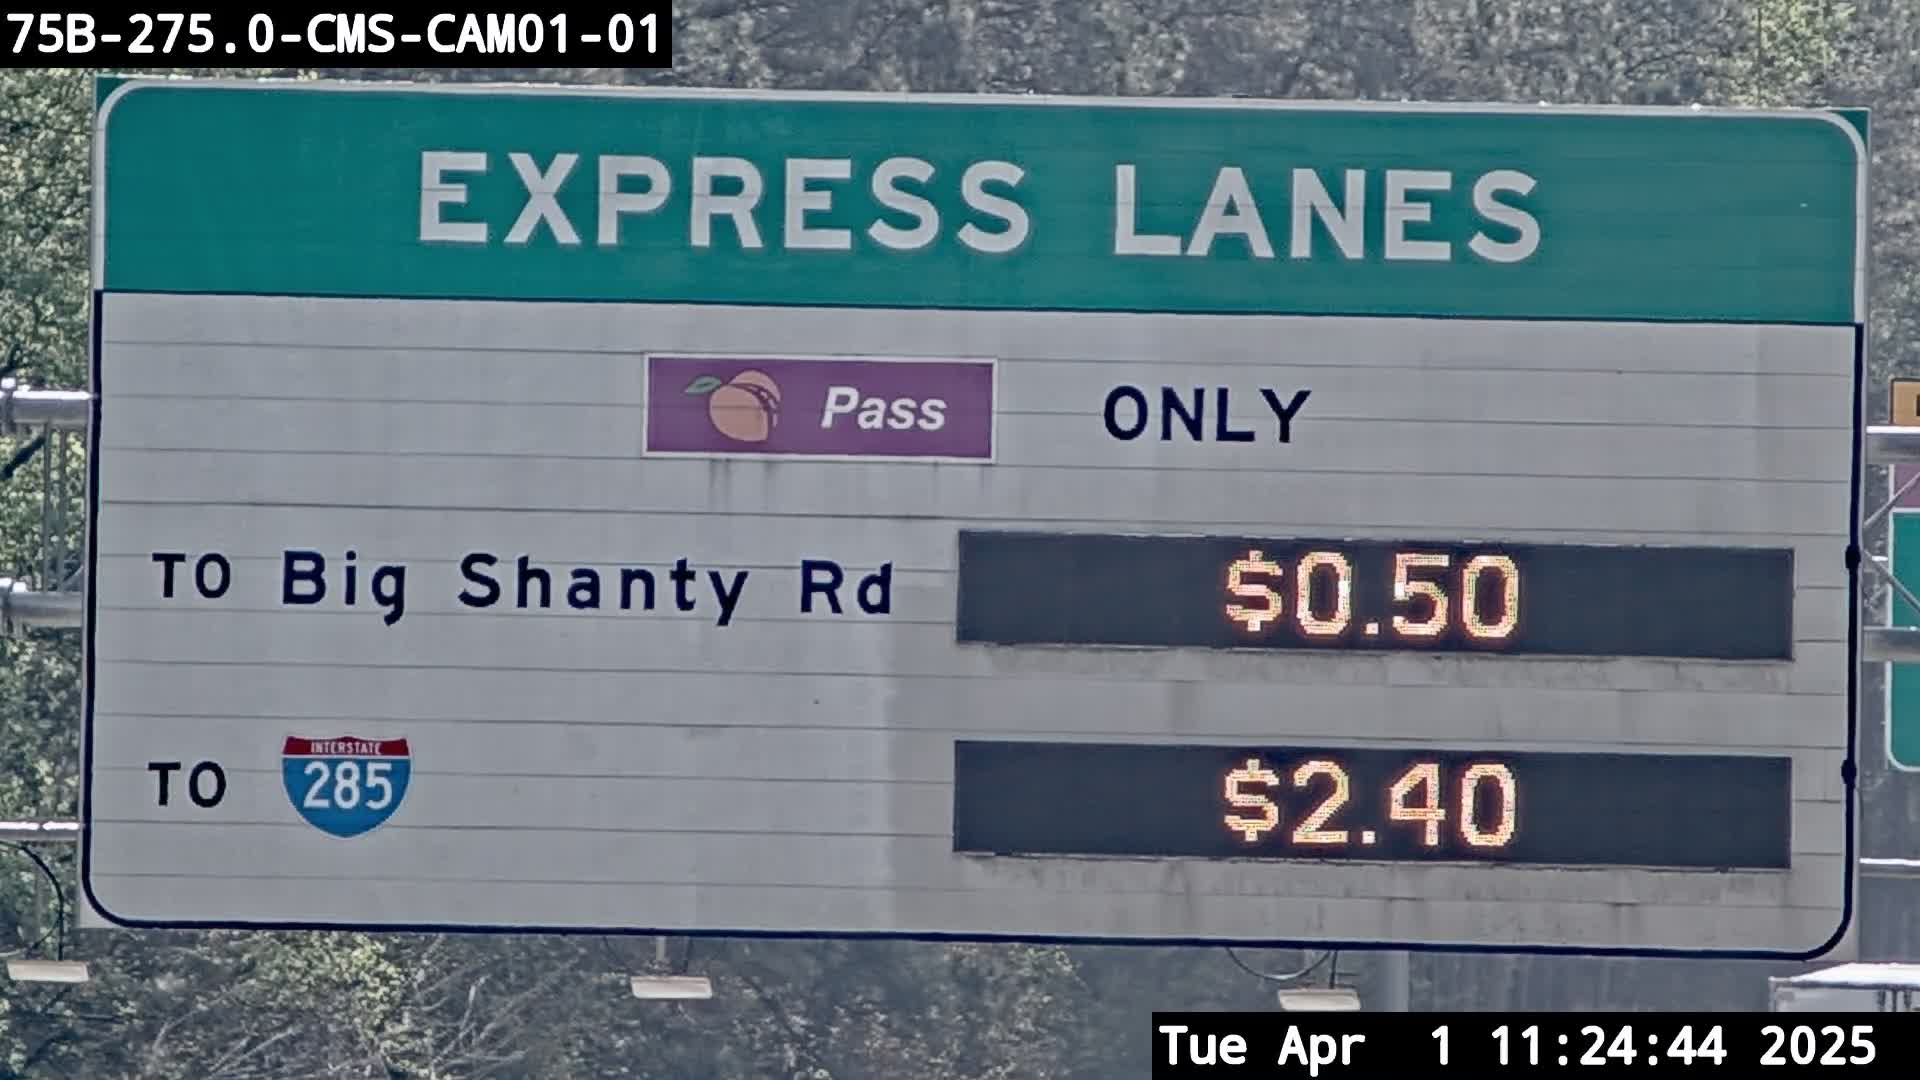 75B-275.0-CMS-CAM01-01
EXPRESS LANES
Pass ONLY
TO Big Shanty Rd $0.50
INTERSTATE
TO 285 $2.40
Tue Apr 1 11:24:44 2025